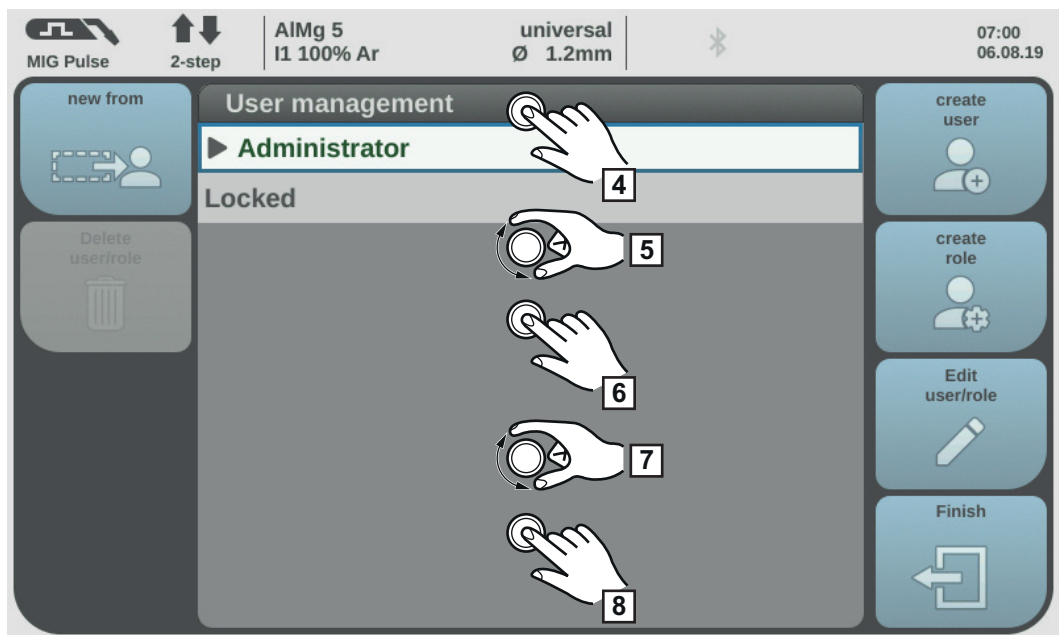 MIG Pulse
2-step
AlMg 5
I1 100% Ar
universal
Ø 1.2mm
07:00
06.08.19
new from
Delete
user/role
User management
Administrator
Locked
4
5
6
7
8
create
user
create
role
Edit
user/role
Finish